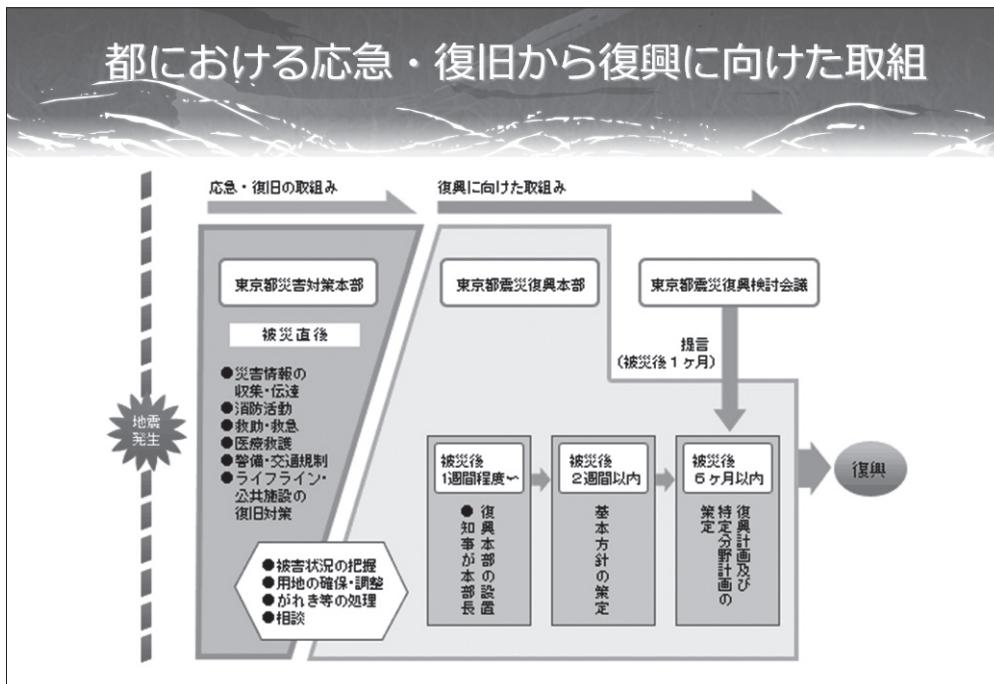 都における応急・復旧から復興に向けた取組
応急・復旧の取組み
復興に向けた取組み
地震
発生
東京都災害対策本部
被災直後
●災害情報の
収集・伝達
●消防活動
●救助・救急
●医療救護
●警備・交通規制
●ライフライン・
公共施設の
復旧対策
●被害状況の把握
●用地の確保・調整
●がれき等の処理
●相談
東京都震災復興本部
東京都震災復興検討会議
提言
(被災後1ヶ月)
被災後
1週間程度~
復興本部の設置
●知事が本部長
被災後
2週間以内
基本方針の策定
被災後
6ヶ月以内
復興計画及び
特定分野計画の
策定
復興